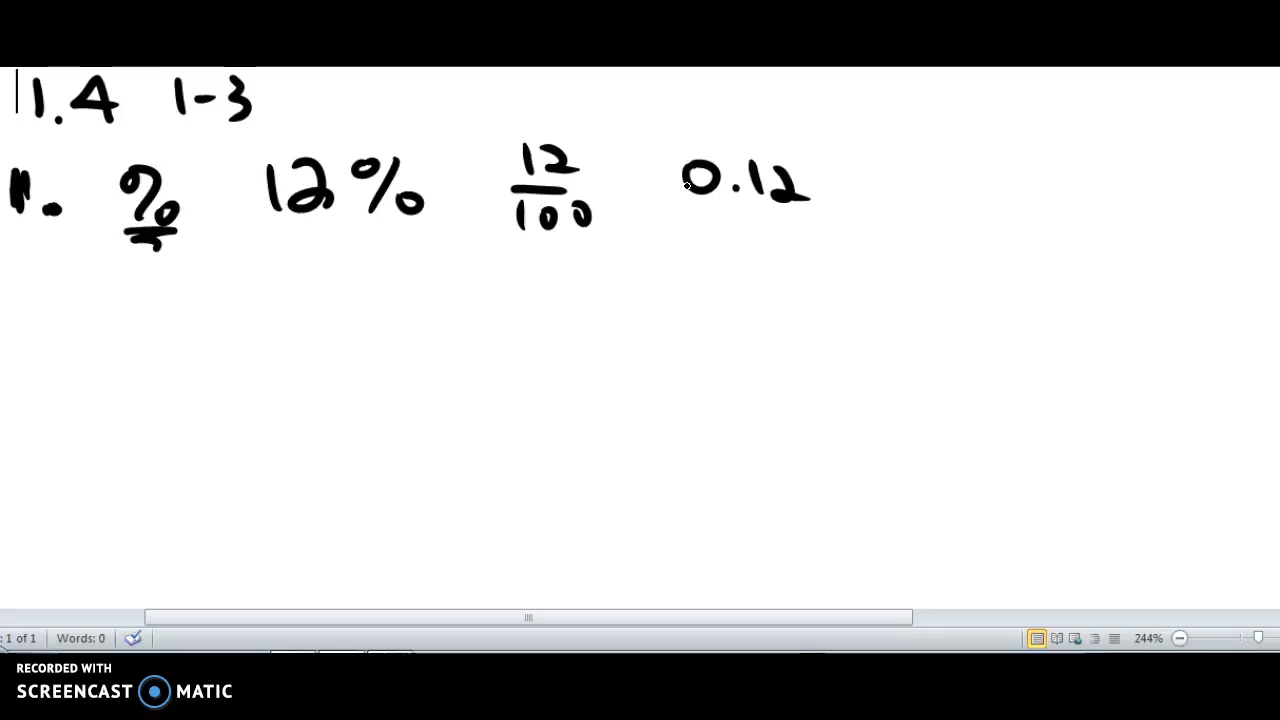 1.4 1-3
1. % 12% 12/100 0.12
: 1 of 1 Words: 0 244%
RECORDED WITH
SCREENCAST MATIC